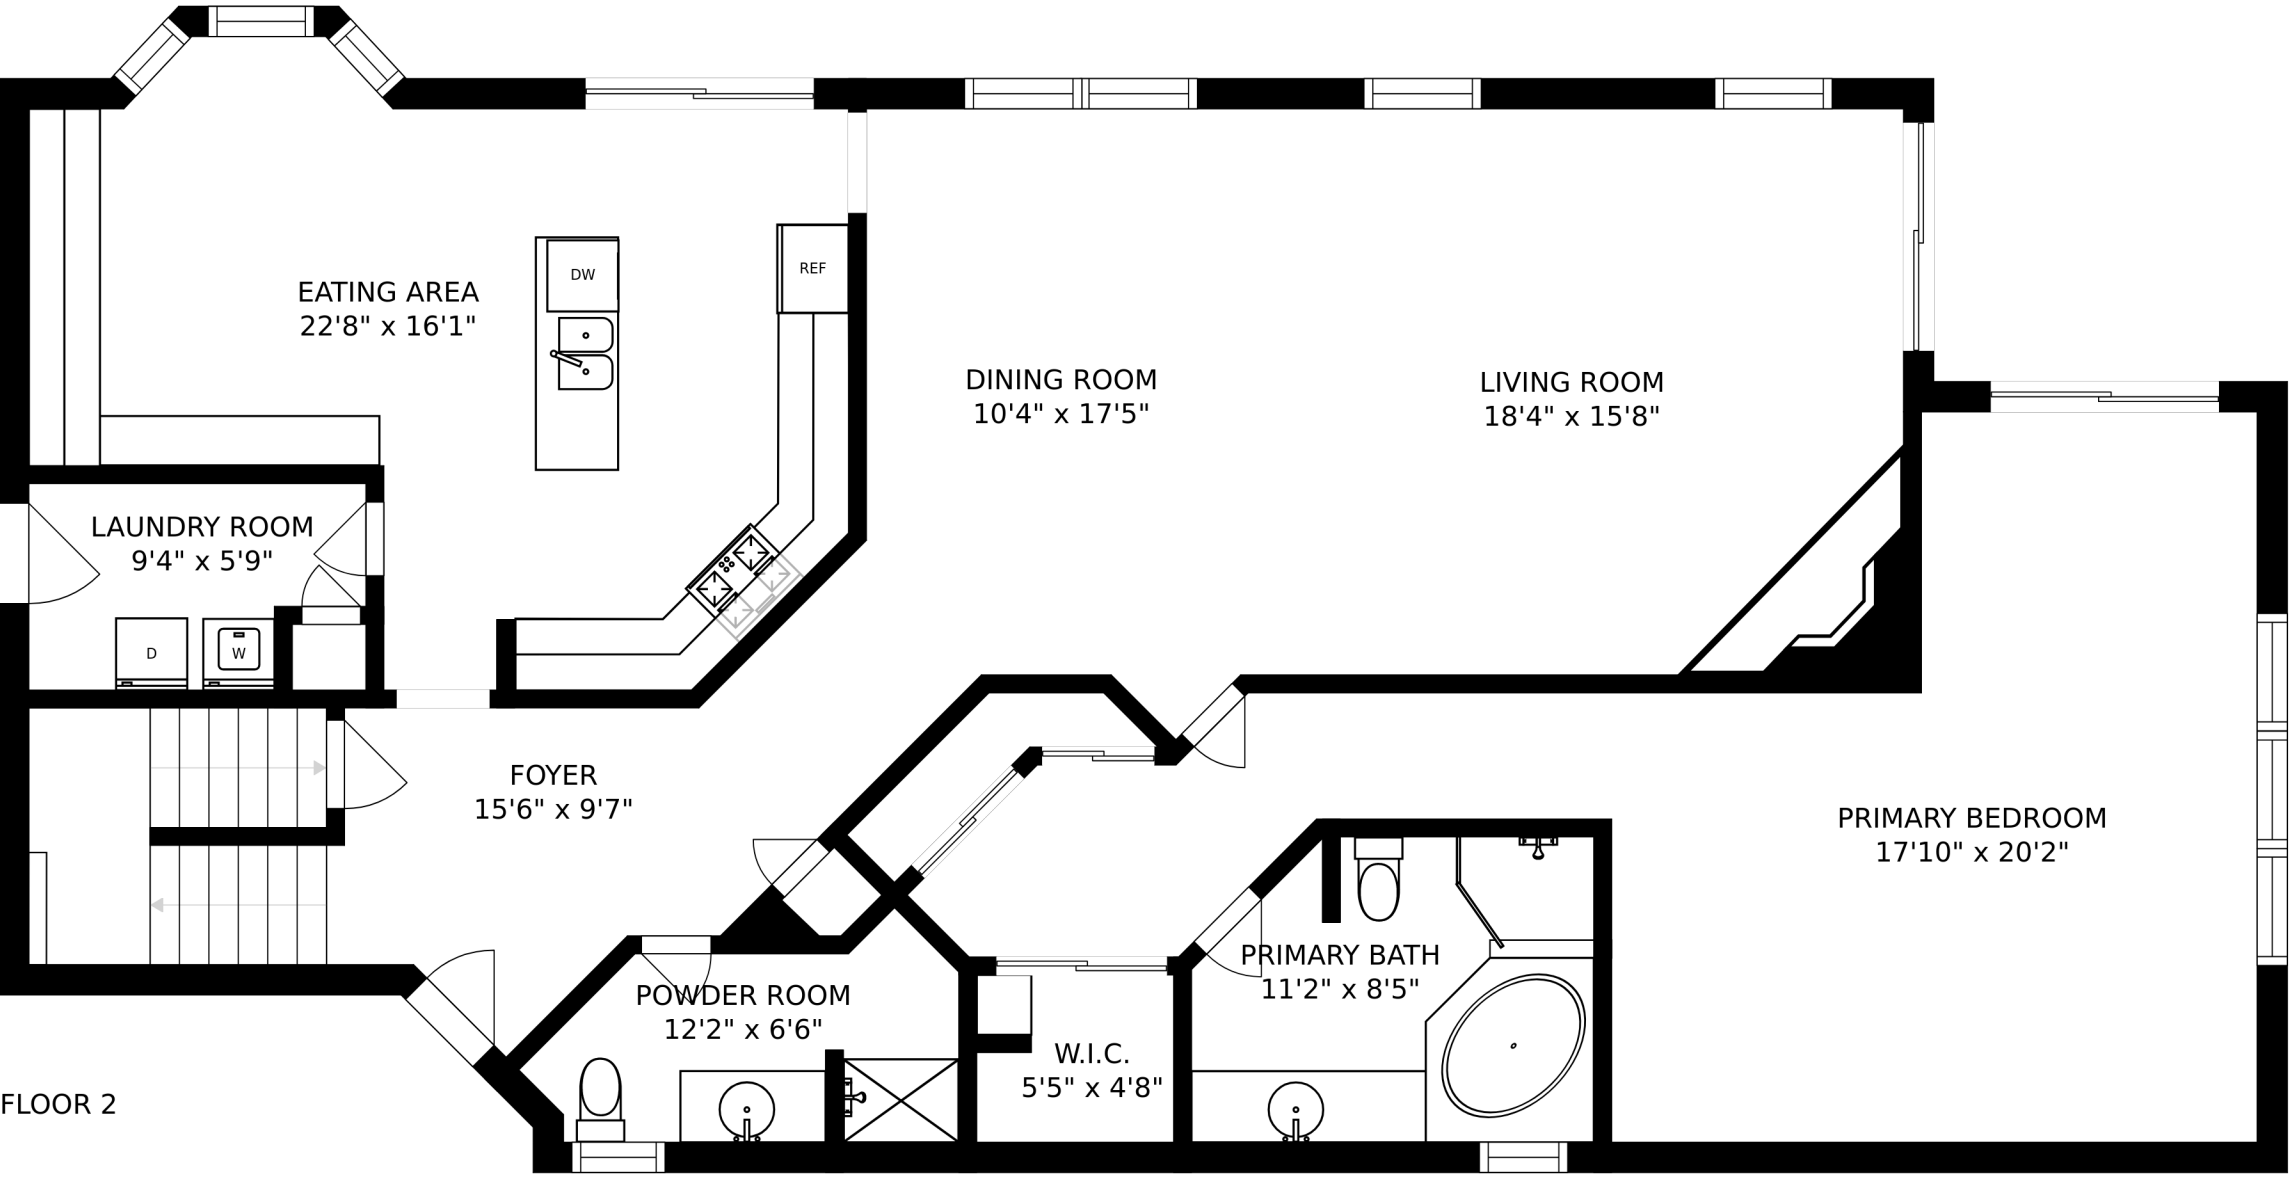 EATING AREA
22'8" x 16'1"
DW
REF
DINING ROOM
10'4" x 17'5"
LIVING ROOM
18'4" x 15'8"
LAUNDRY ROOM
9'4" x 5'9"
D
W
FOYER
15'6" x 9'7"
PRIMARY BEDROOM
17'10" x 20'2"
PRIMARY BATH
11'2" x 8'5"
POWDER ROOM
12'2" x 6'6"
W.I.C.
5'5" x 4'8"
FLOOR 2